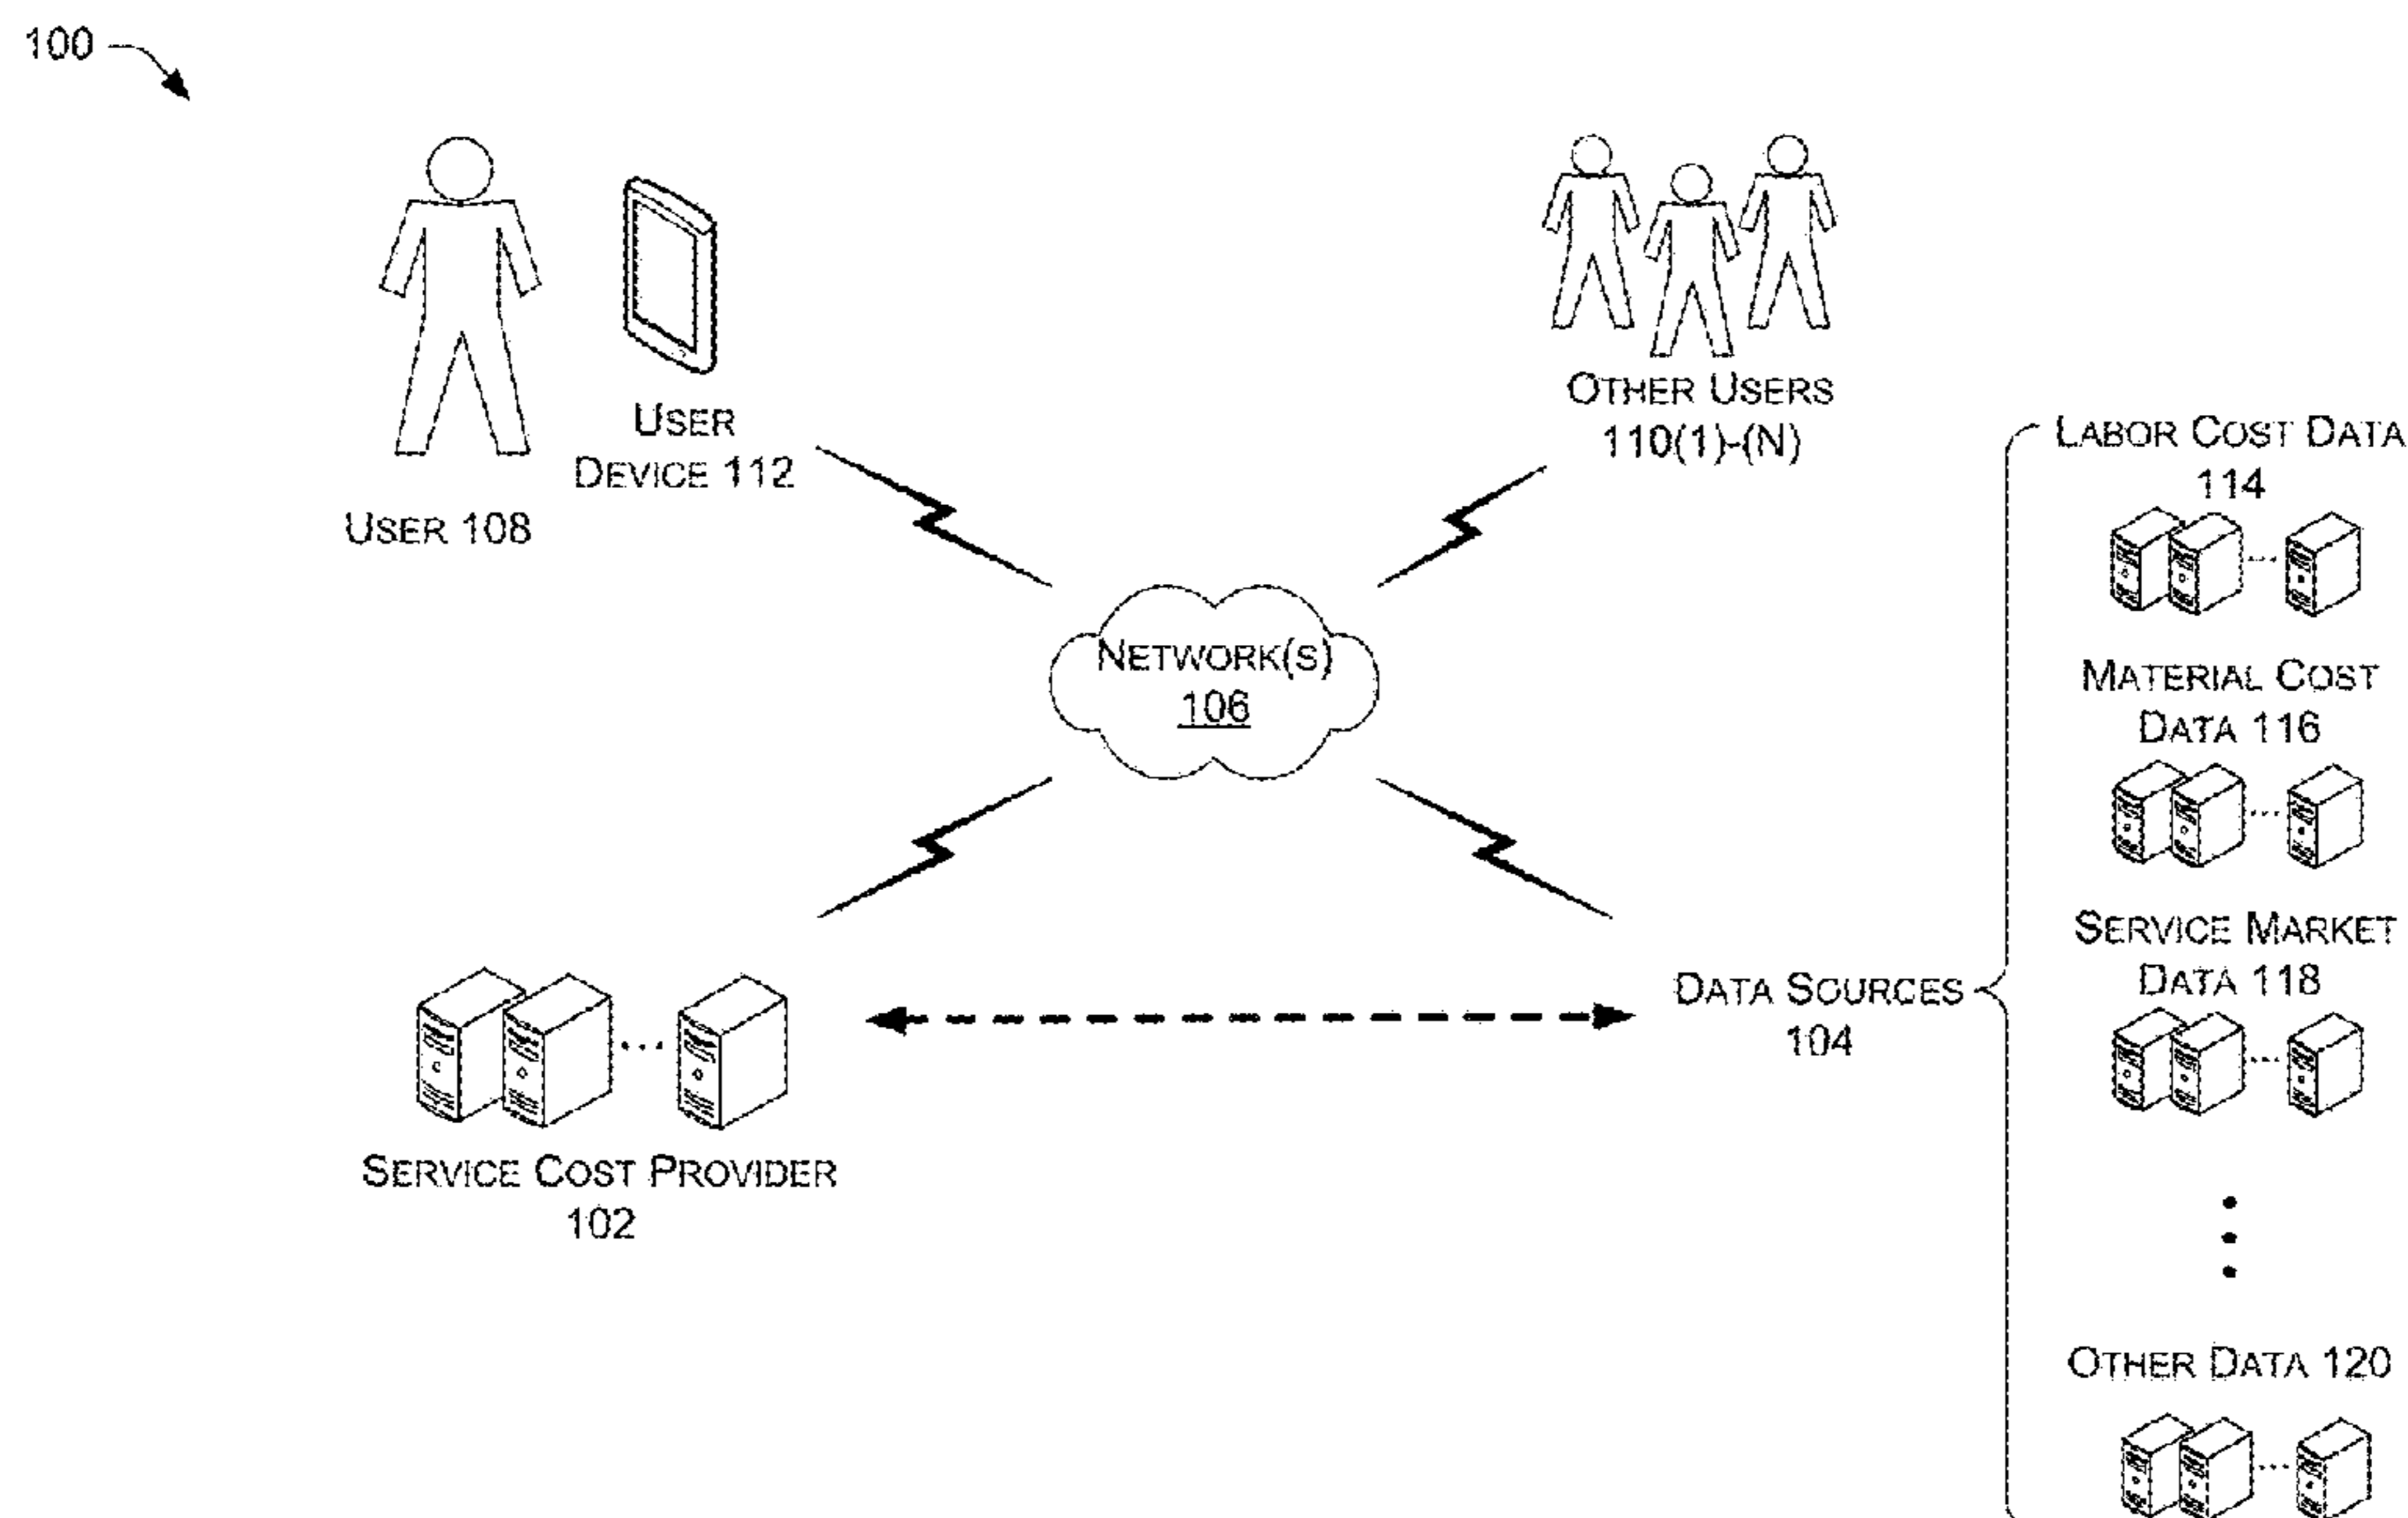 100
USER
DEVICE 112
USER 108
OTHER USERS
110(1)-(N)
NETWORK(S)
106
SERVICE COST PROVIDER
102
DATA SOURCES
104
LABOR COST DATA
114
MATERIAL COST
DATA 116
SERVICE MARKET
DATA 118
OTHER DATA 120